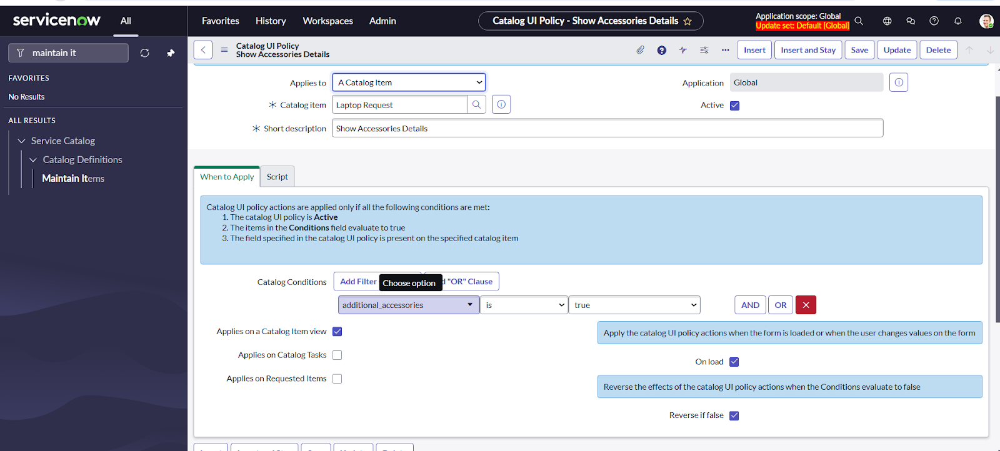 servicenow
All
Favorites
History
Workspaces
Admin
Catalog UI Policy - Show Accessories Details
Application scope: Global
Update set: Default [Global]
maintain it
Catalog UI Policy
Show Accessories Details
Insert
Insert and Stay
Save
Update
Delete
FAVORITES
No Results
ALL RESULTS
Service Catalog
Catalog Definitions
Maintain Items
Applies to
A Catalog Item
Application
Global
Catalog item
Laptop Request
Active
Short description
Show Accessories Details
When to Apply
Script
Catalog UI policy actions are applied only if all the following conditions are met:
1. The catalog UI policy is Active
2. The items in the Conditions field evaluate to true
3. The field specified in the catalog UI policy is present on the specified catalog item
Catalog Conditions
Add Filter
Choose option
"OR" Clause
additional_accessories
is
true
AND
OR
Applies on a Catalog Item view
Apply the catalog UI policy actions when the form is loaded or when the user changes values on the form
Applies on Catalog Tasks
On load
Applies on Requested Items
Reverse the effects of the catalog UI policy actions when the Conditions evaluate to false
Reverse if false